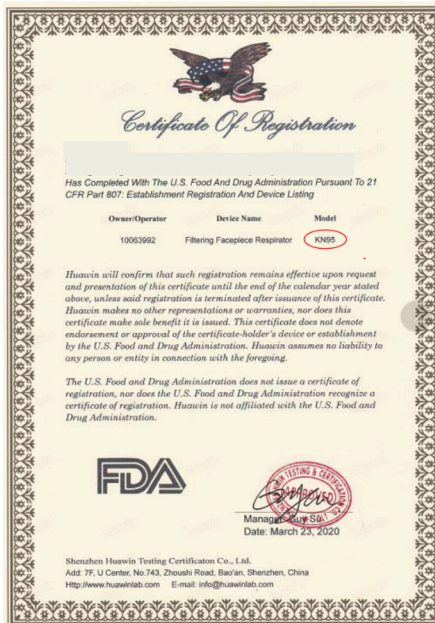 Certificate Of Registration
Has Completed With The U.S. Food And Drug Administration Pursuant To 21
CFR Part 807: Establishment Registration And Device Listing
Owner/Operator Device Name Model
10063992 Filtering Facepiece Respirator KN95
Huawin will confirm that such registration remains effective upon request
and presentation of this certificate until the end of the calendar year stated
above, unless said registration is terminated after issuance of this certificate.
Huawin makes no other representations or warranties, nor does this
certificate make sole benefit it is issued. This certificate does not denote
endorsement or approval of the certificate-holder's device or establishment
by the U.S. Food and Drug Administration. Huawin assumes no liability to
any person or entity in connection with the foregoing.
The U.S. Food and Drug Administration does not issue a certificate of
registration, nor does the U.S. Food and Drug Administration recognize a
certificate of registration. Huawin is not affiliated with the U.S. Food and
Drug Administration.
FDA
TESTING &
APPROVED
Manager: Guy Su
Date: March 23, 2020
Shenzhen Huawin Testing Certificaton Co., Ltd.
Add: 7F, U Center, No.743, Zhoushi Road, Bao'an, Shenzhen, China
Http://www.huawinlab.com E-mail: info@huawinlab.com